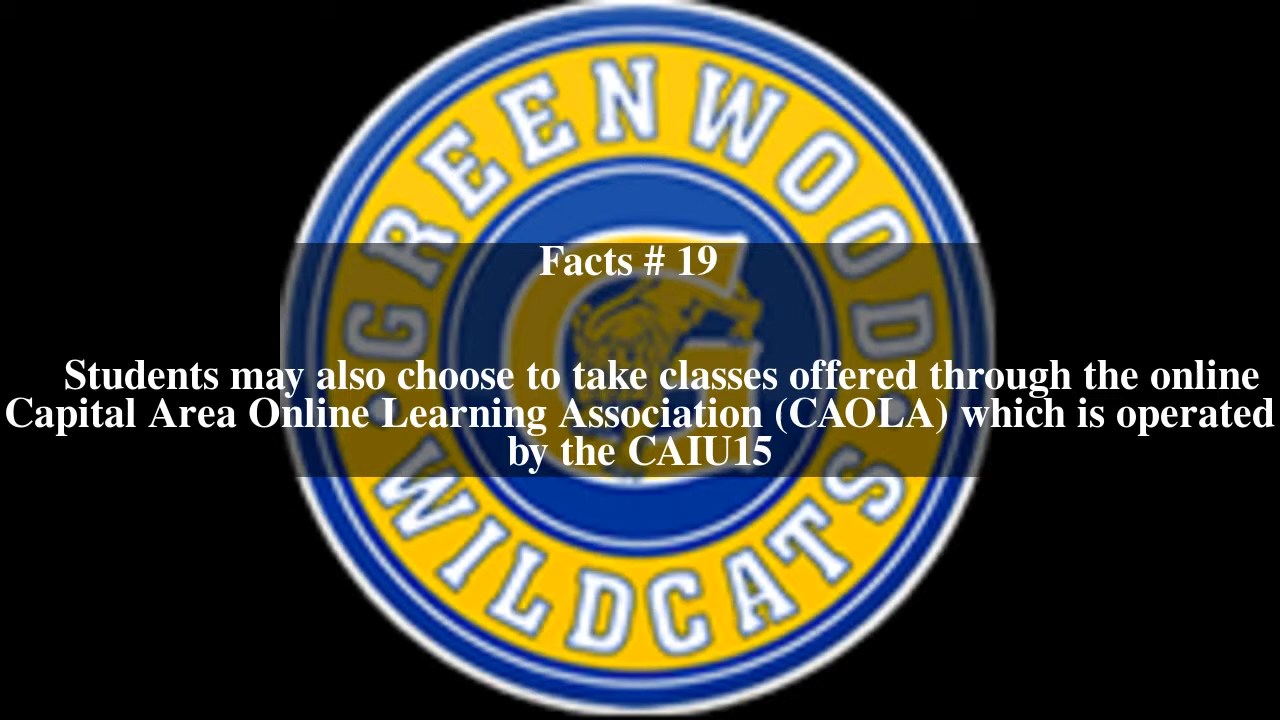 GREENWOOD
Facts # 19
Students may also choose to take classes offered through the online
Capital Area Online Learning Association (CAOLA) which is operated
by the CAIU15
WILDCATS